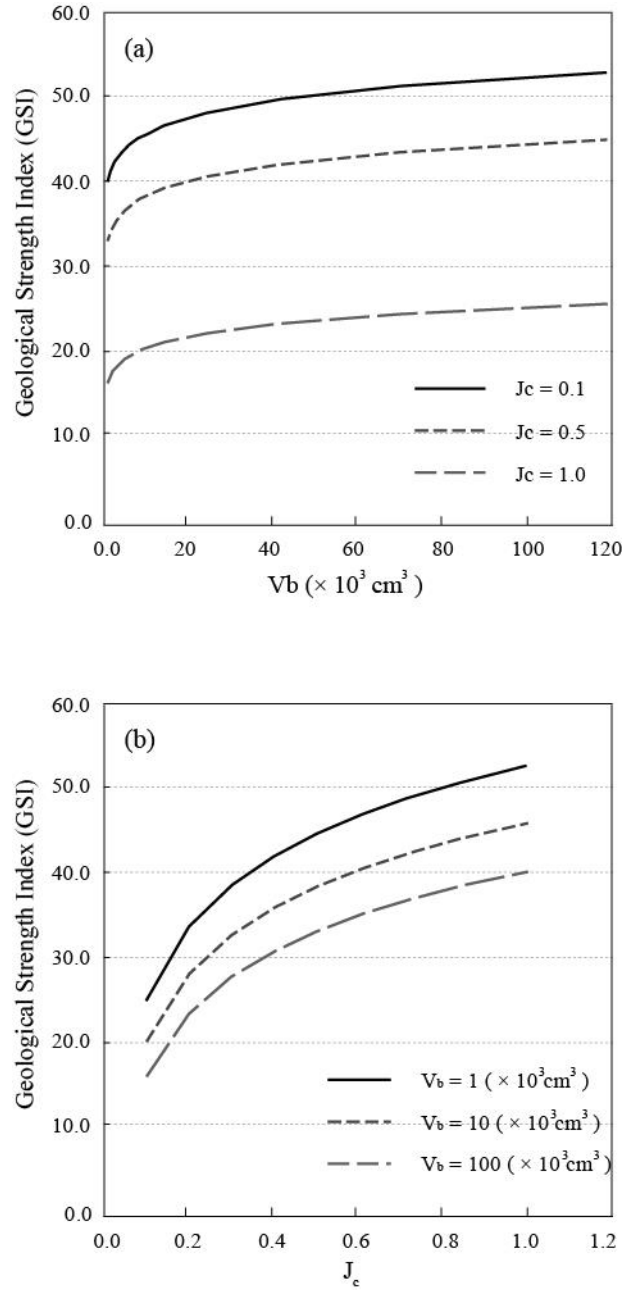 60.0
(a)
50.0
40.0
30.0
20.0
10.0
0.0
Geological Strength Index (GSI)
Jc = 0.1
Jc = 0.5
Jc = 1.0
0.0 20 40 60 80 100 120
Vb (× 10³ cm³ )
60.0
(b)
50.0
40.0
30.0
20.0
10.0
0.0
Geological Strength Index (GSI)
V_b = 1 ( × 10³cm³)
V_b = 10 ( × 10³cm³)
V_b = 100 ( × 10³cm³)
0.0 0.2 0.4 0.6 0.8 1.0 1.2
J_c